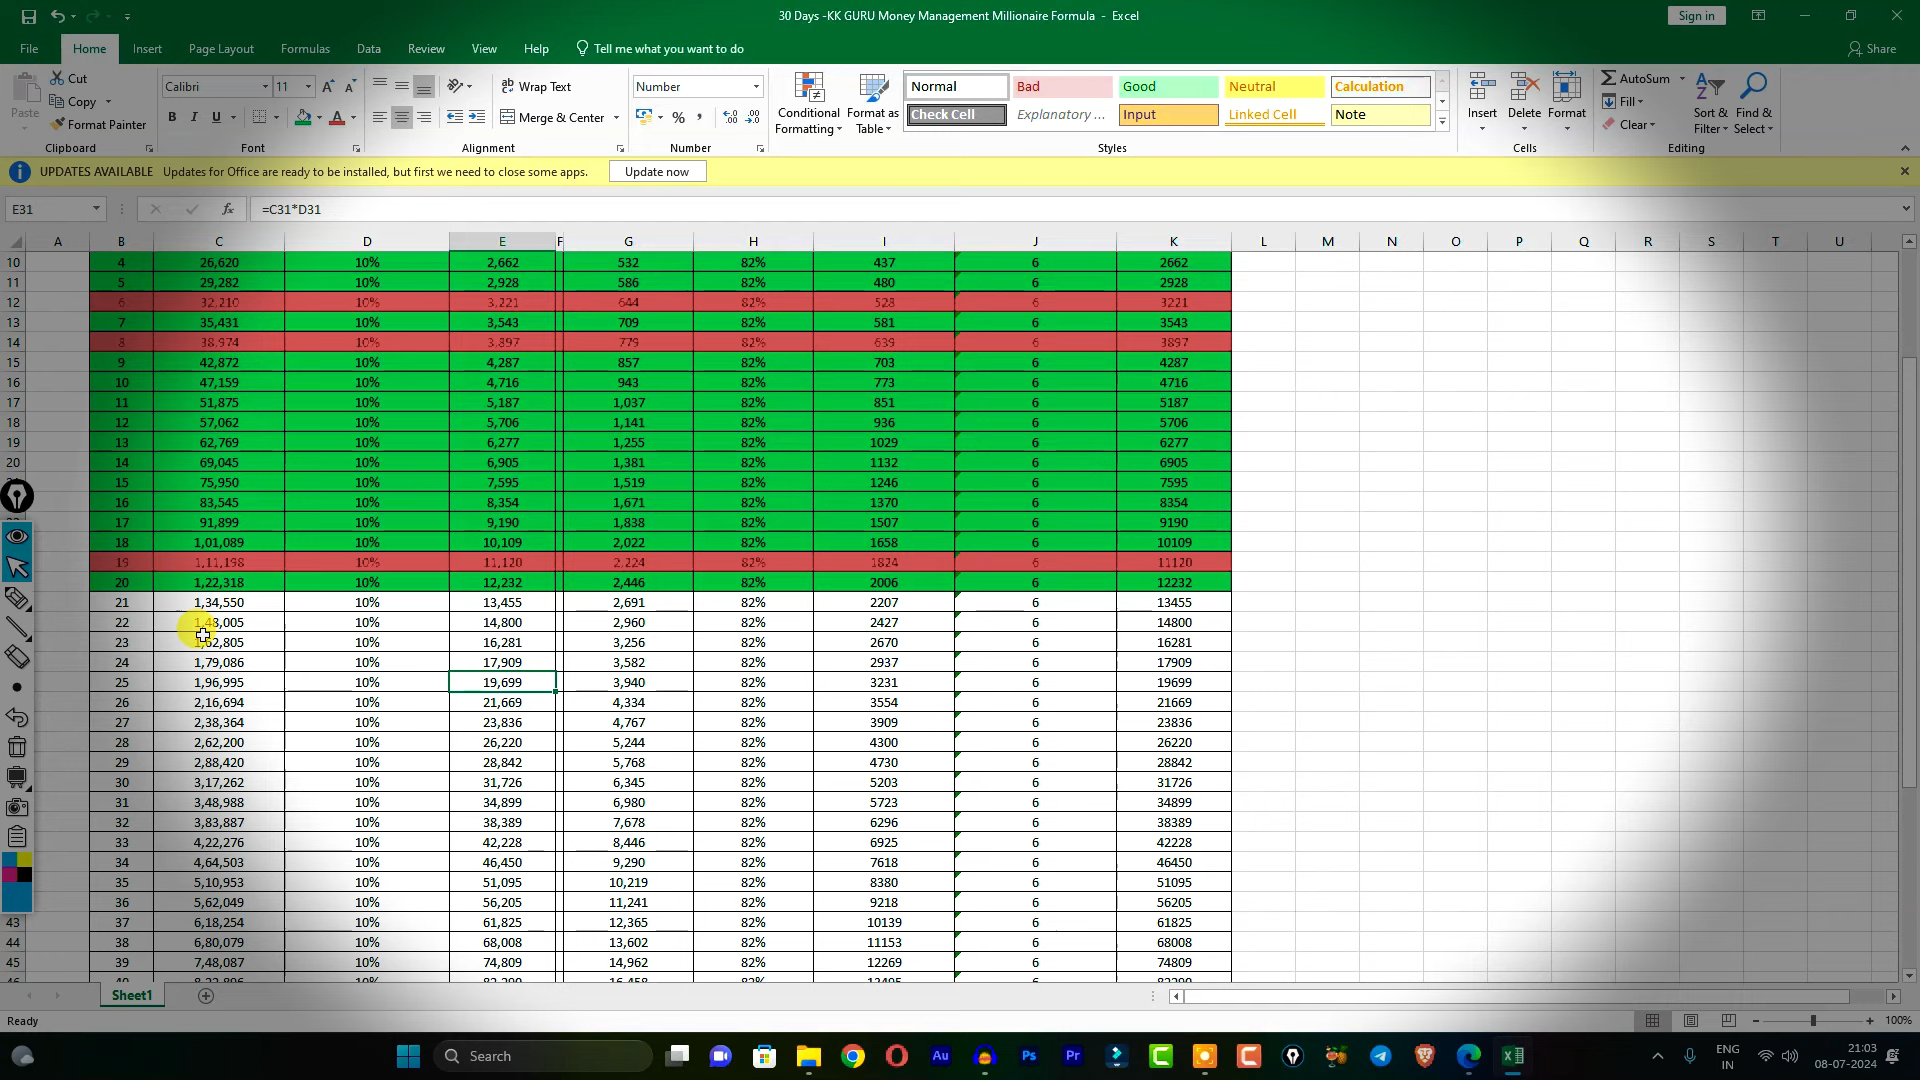 30 Days -KK GURU Money Management Millionaire Formula - Excel
Sign in
File Home Insert Page Layout Formulas Data Review View Help Tell me what you want to do Share
Paste Cut Copy Format Painter
Clipboard
Calibri 11
B I U
Font
Wrap Text
Merge & Center
Alignment
Number
% ,
Number
Conditional Formatting
Format as Table
Normal Bad Good Neutral Calculation
Check Cell Explanatory ... Input Linked Cell Note
Styles
Insert Delete Format
Cells
AutoSum
Fill
Clear
Sort & Filter
Find & Select
Editing
UPDATES AVAILABLE Updates for Office are ready to be installed, but first we need to close some apps. Update now
E31 fx =C31*D31
A B C D E F G H I J K L M N O P Q R S T U
10 4 26,620 10% 2,662 532 82% 437 6 2662
11 5 29,282 10% 2,928 586 82% 480 6 2928
12 6 32,210 10% 3,221 644 82% 528 6 3221
13 7 35,431 10% 3,543 709 82% 581 6 3543
14 8 38,974 10% 3,897 779 82% 639 6 3897
15 9 42,872 10% 4,287 857 82% 703 6 4287
16 10 47,159 10% 4,716 943 82% 773 6 4716
17 11 51,875 10% 5,187 1,037 82% 851 6 5187
18 12 57,062 10% 5,706 1,141 82% 936 6 5706
19 13 62,769 10% 6,277 1,255 82% 1029 6 6277
20 14 69,045 10% 6,905 1,381 82% 1132 6 6905
15 75,950 10% 7,595 1,519 82% 1246 6 7595
16 83,545 10% 8,354 1,671 82% 1370 6 8354
17 91,899 10% 9,190 1,838 82% 1507 6 9190
18 1,01,089 10% 10,109 2,022 82% 1658 6 10109
19 1,11,198 10% 11,120 2,224 82% 1824 6 11120
20 1,22,318 10% 12,232 2,446 82% 2006 6 12232
21 1,34,550 10% 13,455 2,691 82% 2207 6 13455
22 1,48,005 10% 14,800 2,960 82% 2427 6 14800
23 1,62,805 10% 16,281 3,256 82% 2670 6 16281
24 1,79,086 10% 17,909 3,582 82% 2937 6 17909
25 1,96,995 10% 19,699 3,940 82% 3231 6 19699
26 2,16,694 10% 21,669 4,334 82% 3554 6 21669
27 2,38,364 10% 23,836 4,767 82% 3909 6 23836
28 2,62,200 10% 26,220 5,244 82% 4300 6 26220
29 2,88,420 10% 28,842 5,768 82% 4730 6 28842
30 3,17,262 10% 31,726 6,345 82% 5203 6 31726
31 3,48,988 10% 34,899 6,980 82% 5723 6 34899
32 3,83,887 10% 38,389 7,678 82% 6296 6 38389
33 4,22,276 10% 42,228 8,446 82% 6925 6 42228
34 4,64,503 10% 46,450 9,290 82% 7618 6 46450
35 5,10,953 10% 51,095 10,219 82% 8380 6 51095
36 5,62,049 10% 56,205 11,241 82% 9218 6 56205
43 37 6,18,254 10% 61,825 12,365 82% 10139 6 61825
44 38 6,80,079 10% 68,008 13,602 82% 11153 6 68008
45 39 7,48,087 10% 74,809 14,962 82% 12269 6 74809
Sheet1
Ready
100%
Search
Au Ps Pr
ENG
IN
21:03
08-07-2024